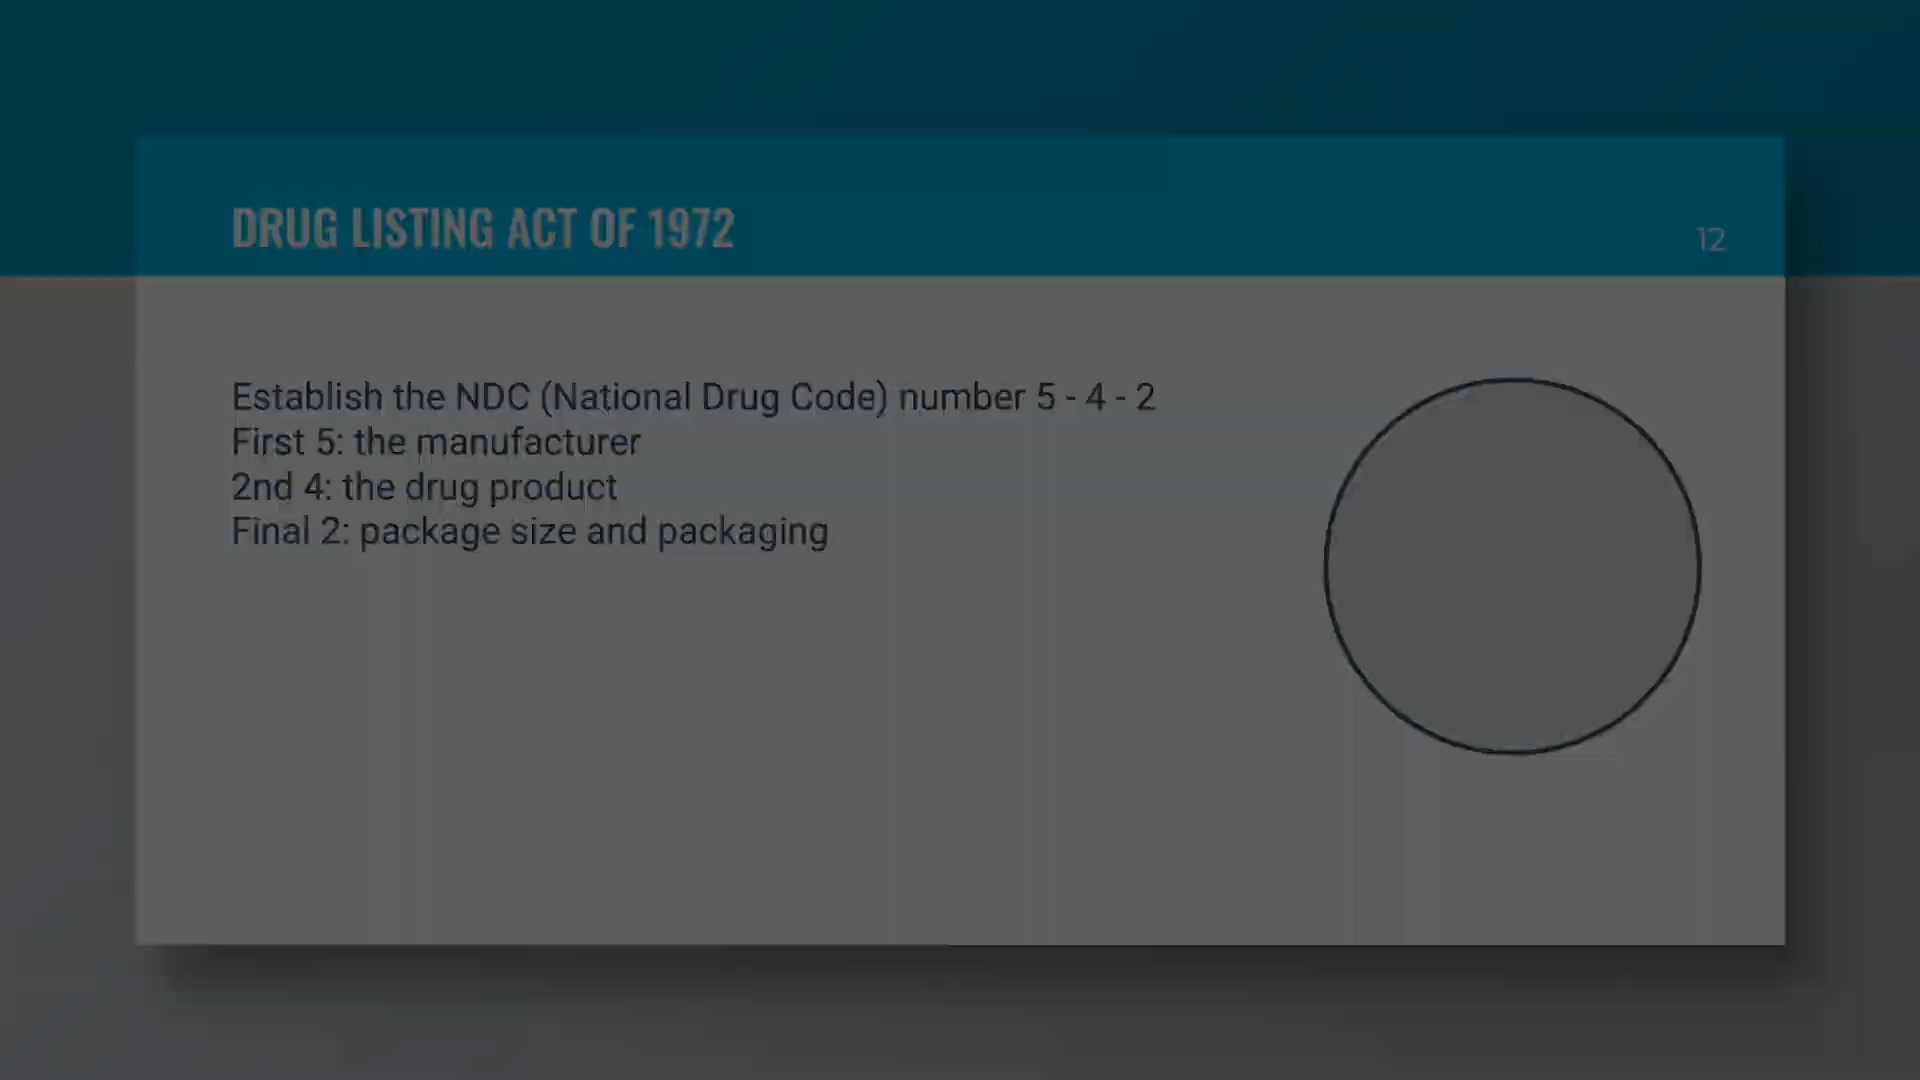 DRUG LISTING ACT OF 1972
12
Establish the NDC (National Drug Code) number 5 - 4 - 2
First 5: the manufacturer
2nd 4: the drug product
Final 2: package size and packaging